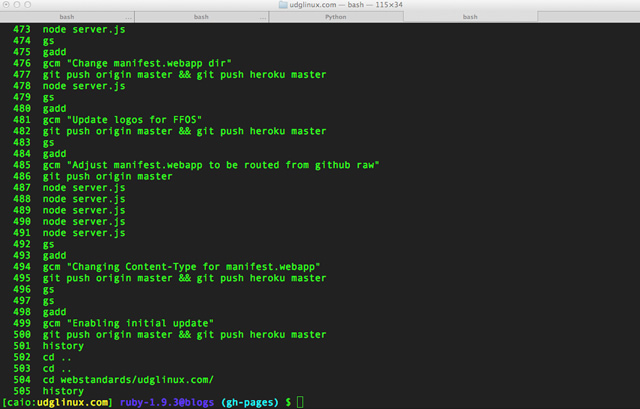 udglinux.com — bash — 115×34
bash ... bash ... Python bash
473 node server.js
474 gs
475 gadd
476 gcm "Change manifest.webapp dir"
477 git push origin master && git push heroku master
478 node server.js
479 gs
480 gadd
481 gcm "Update logos for FFOS"
482 git push origin master && git push heroku master
483 gs
484 gadd
485 gcm "Adjust manifest.webapp to be routed from github raw"
486 git push origin master
487 node server.js
488 node server.js
489 node server.js
490 node server.js
491 node server.js
492 gs
493 gadd
494 gcm "Changing Content-Type for manifest.webapp"
495 git push origin master && git push heroku master
496 gs
497 gs
498 gadd
499 gcm "Enabling initial update"
500 git push origin master && git push heroku master
501 history
502 cd ..
503 cd ..
504 cd webstandards/udglinux.com/
505 history
[caio:udglinux.com] ruby-1.9.3@blogs (gh-pages) $